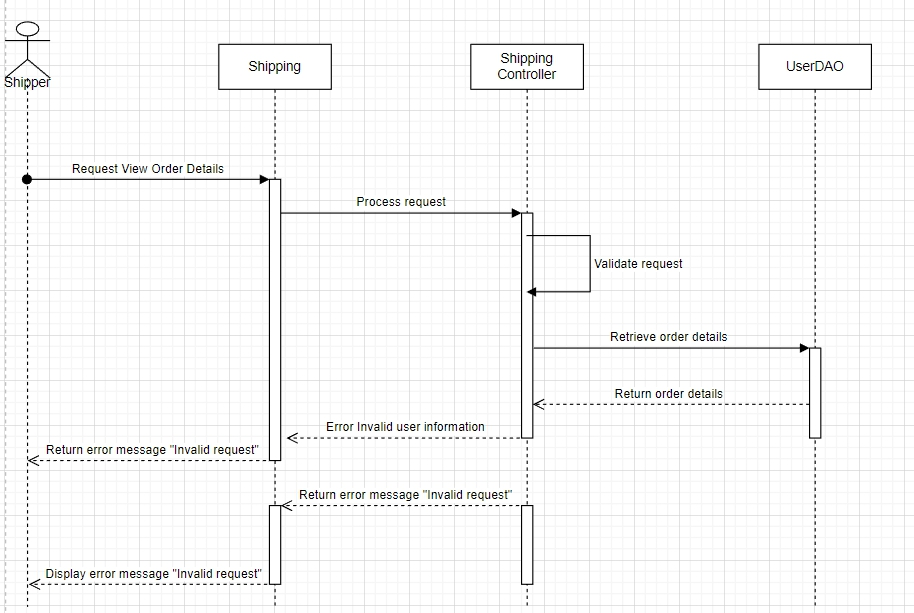 Shipper
Shipping
Shipping
Controller
UserDAO
Request View Order Details
Process request
Validate request
Retrieve order details
Return order details
Error Invalid user information
Return error message "Invalid request"
Return error message "Invalid request"
Display error message "Invalid request"